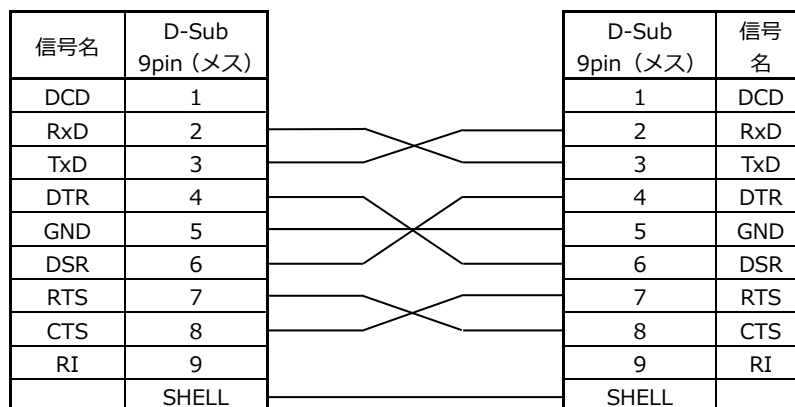 信号名 D-Sub 9pin（メス） D-Sub 9pin（メス） 信号名
DCD 1 1 DCD
RxD 2 2 RxD
TxD 3 3 TxD
DTR 4 4 DTR
GND 5 5 GND
DSR 6 6 DSR
RTS 7 7 RTS
CTS 8 8 CTS
RI 9 9 RI
SHELL SHELL